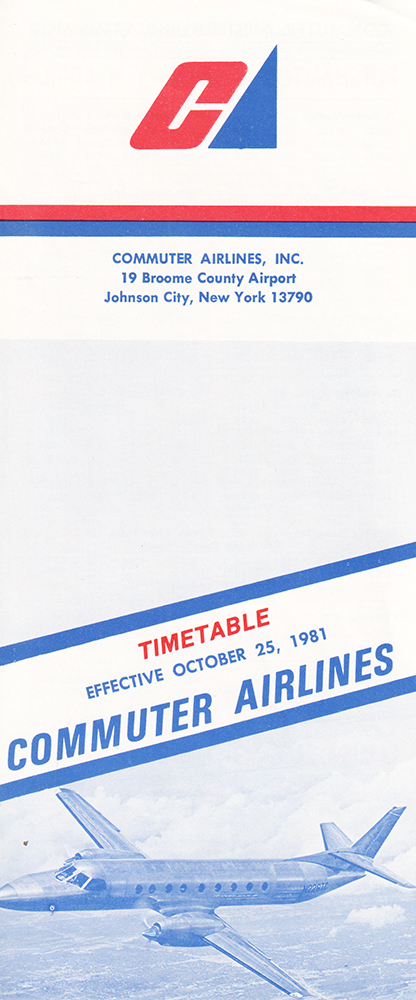 C
COMMUTER AIRLINES, INC.
19 Broome County Airport
Johnson City, New York 13790
TIMETABLE
EFFECTIVE OCTOBER 25, 1981
COMMUTER AIRLINES